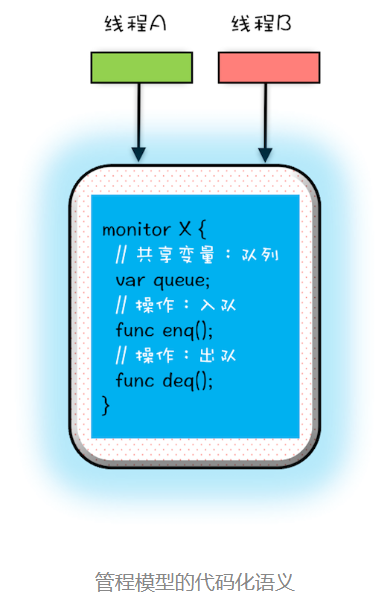 线程A 线程B
monitor X {
// 共享变量：队列
var queue;
// 操作：入队
func enq();
// 操作：出队
func deq();
}
管程模型的代码化语义